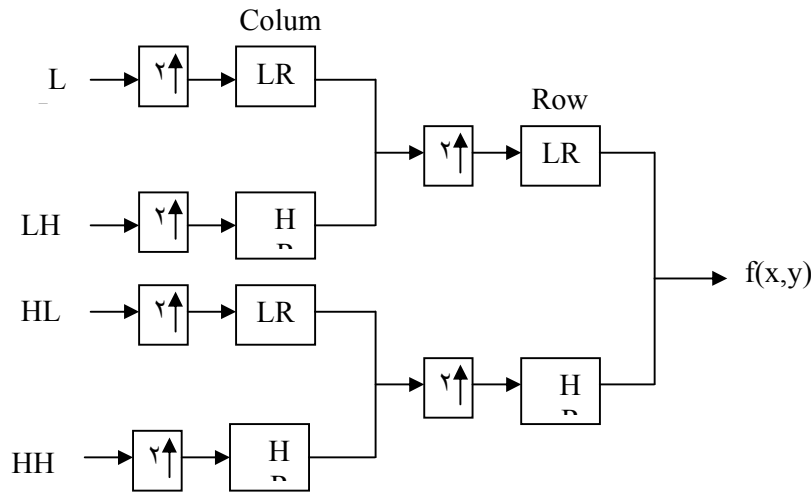 Colum
L ٢ LR
Row
٢ LR
LH ٢ H
f(x,y)
HL ٢ LR
٢ H
HH ٢ H